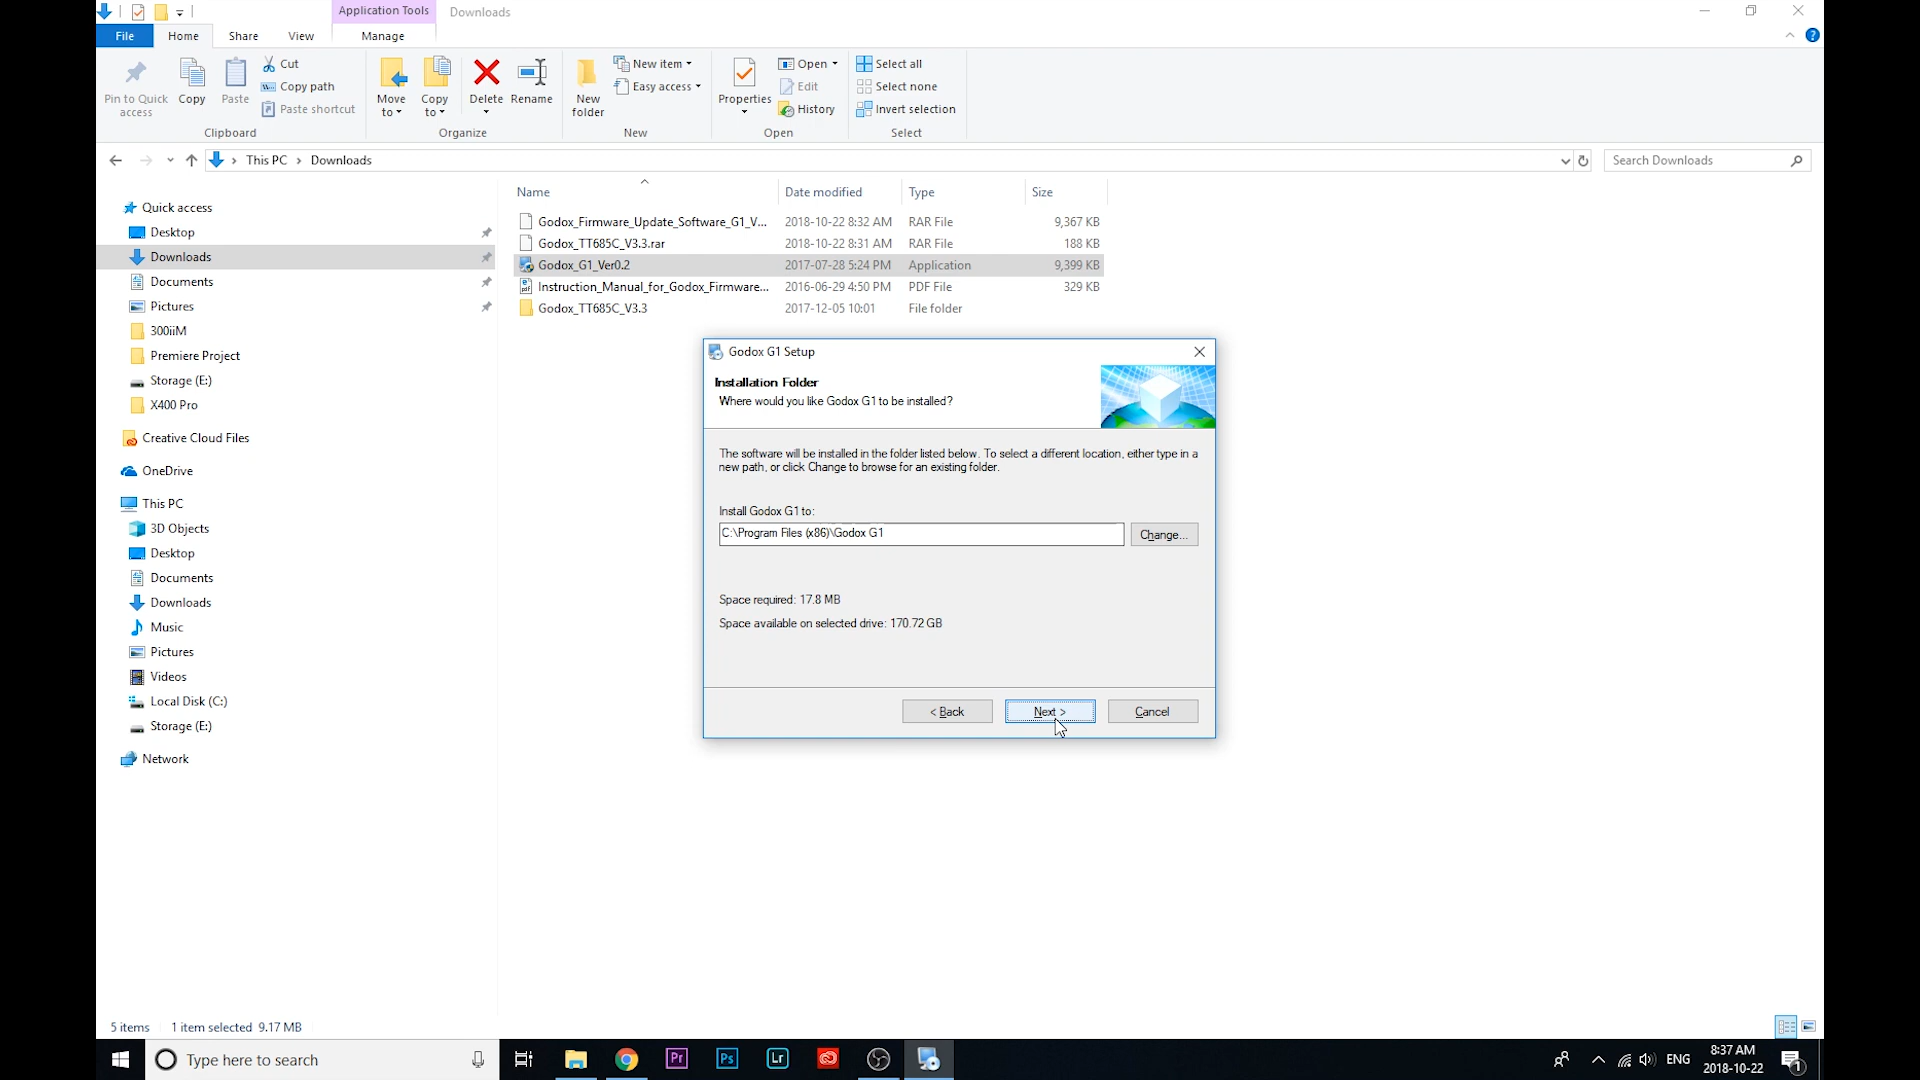 Application Tools
Downloads
File
Home
Share
View
Manage
Pin to Quick access
Copy
Paste
Cut
Copy path
Paste shortcut
Clipboard
Move to
Copy to
Delete
Rename
Organize
New folder
New item
Easy access
New
Properties
Open
Edit
History
Open
Select all
Select none
Invert selection
Select
This PC
Downloads
Search Downloads
Quick access
Desktop
Downloads
Documents
Pictures
300iiM
Premiere Project
Storage (E:)
X400 Pro
Creative Cloud Files
OneDrive
This PC
3D Objects
Desktop
Documents
Downloads
Music
Pictures
Videos
Local Disk (C:)
Storage (E:)
Network
Name Date modified Type Size
Godox_Firmware_Update_Software_G1_V... 2018-10-22 8:32 AM RAR File 9,367 KB
Godox_TT685C_V3.3.rar 2018-10-22 8:31 AM RAR File 188 KB
Godox_G1_Ver0.2 2017-07-28 5:24 PM Application 9,399 KB
Instruction_Manual_for_Godox_Firmware... 2016-06-29 4:50 PM PDF File 329 KB
Godox_TT685C_V3.3 2017-12-05 10:01 File folder
Godox G1 Setup
Installation Folder
Where would you like Godox G1 to be installed?
The software will be installed in the folder listed below. To select a different location, either type in a
new path, or click Change to browse for an existing folder.
Install Godox G1 to:
C:\Program Files (x86)\Godox G1
Change...
Space required: 17.8 MB
Space available on selected drive: 170.72 GB
< Back
Next >
Cancel
5 items 1 item selected 9.17 MB
Type here to search
Pr
Ps
Lr
ENG
8:37 AM
2018-10-22
1